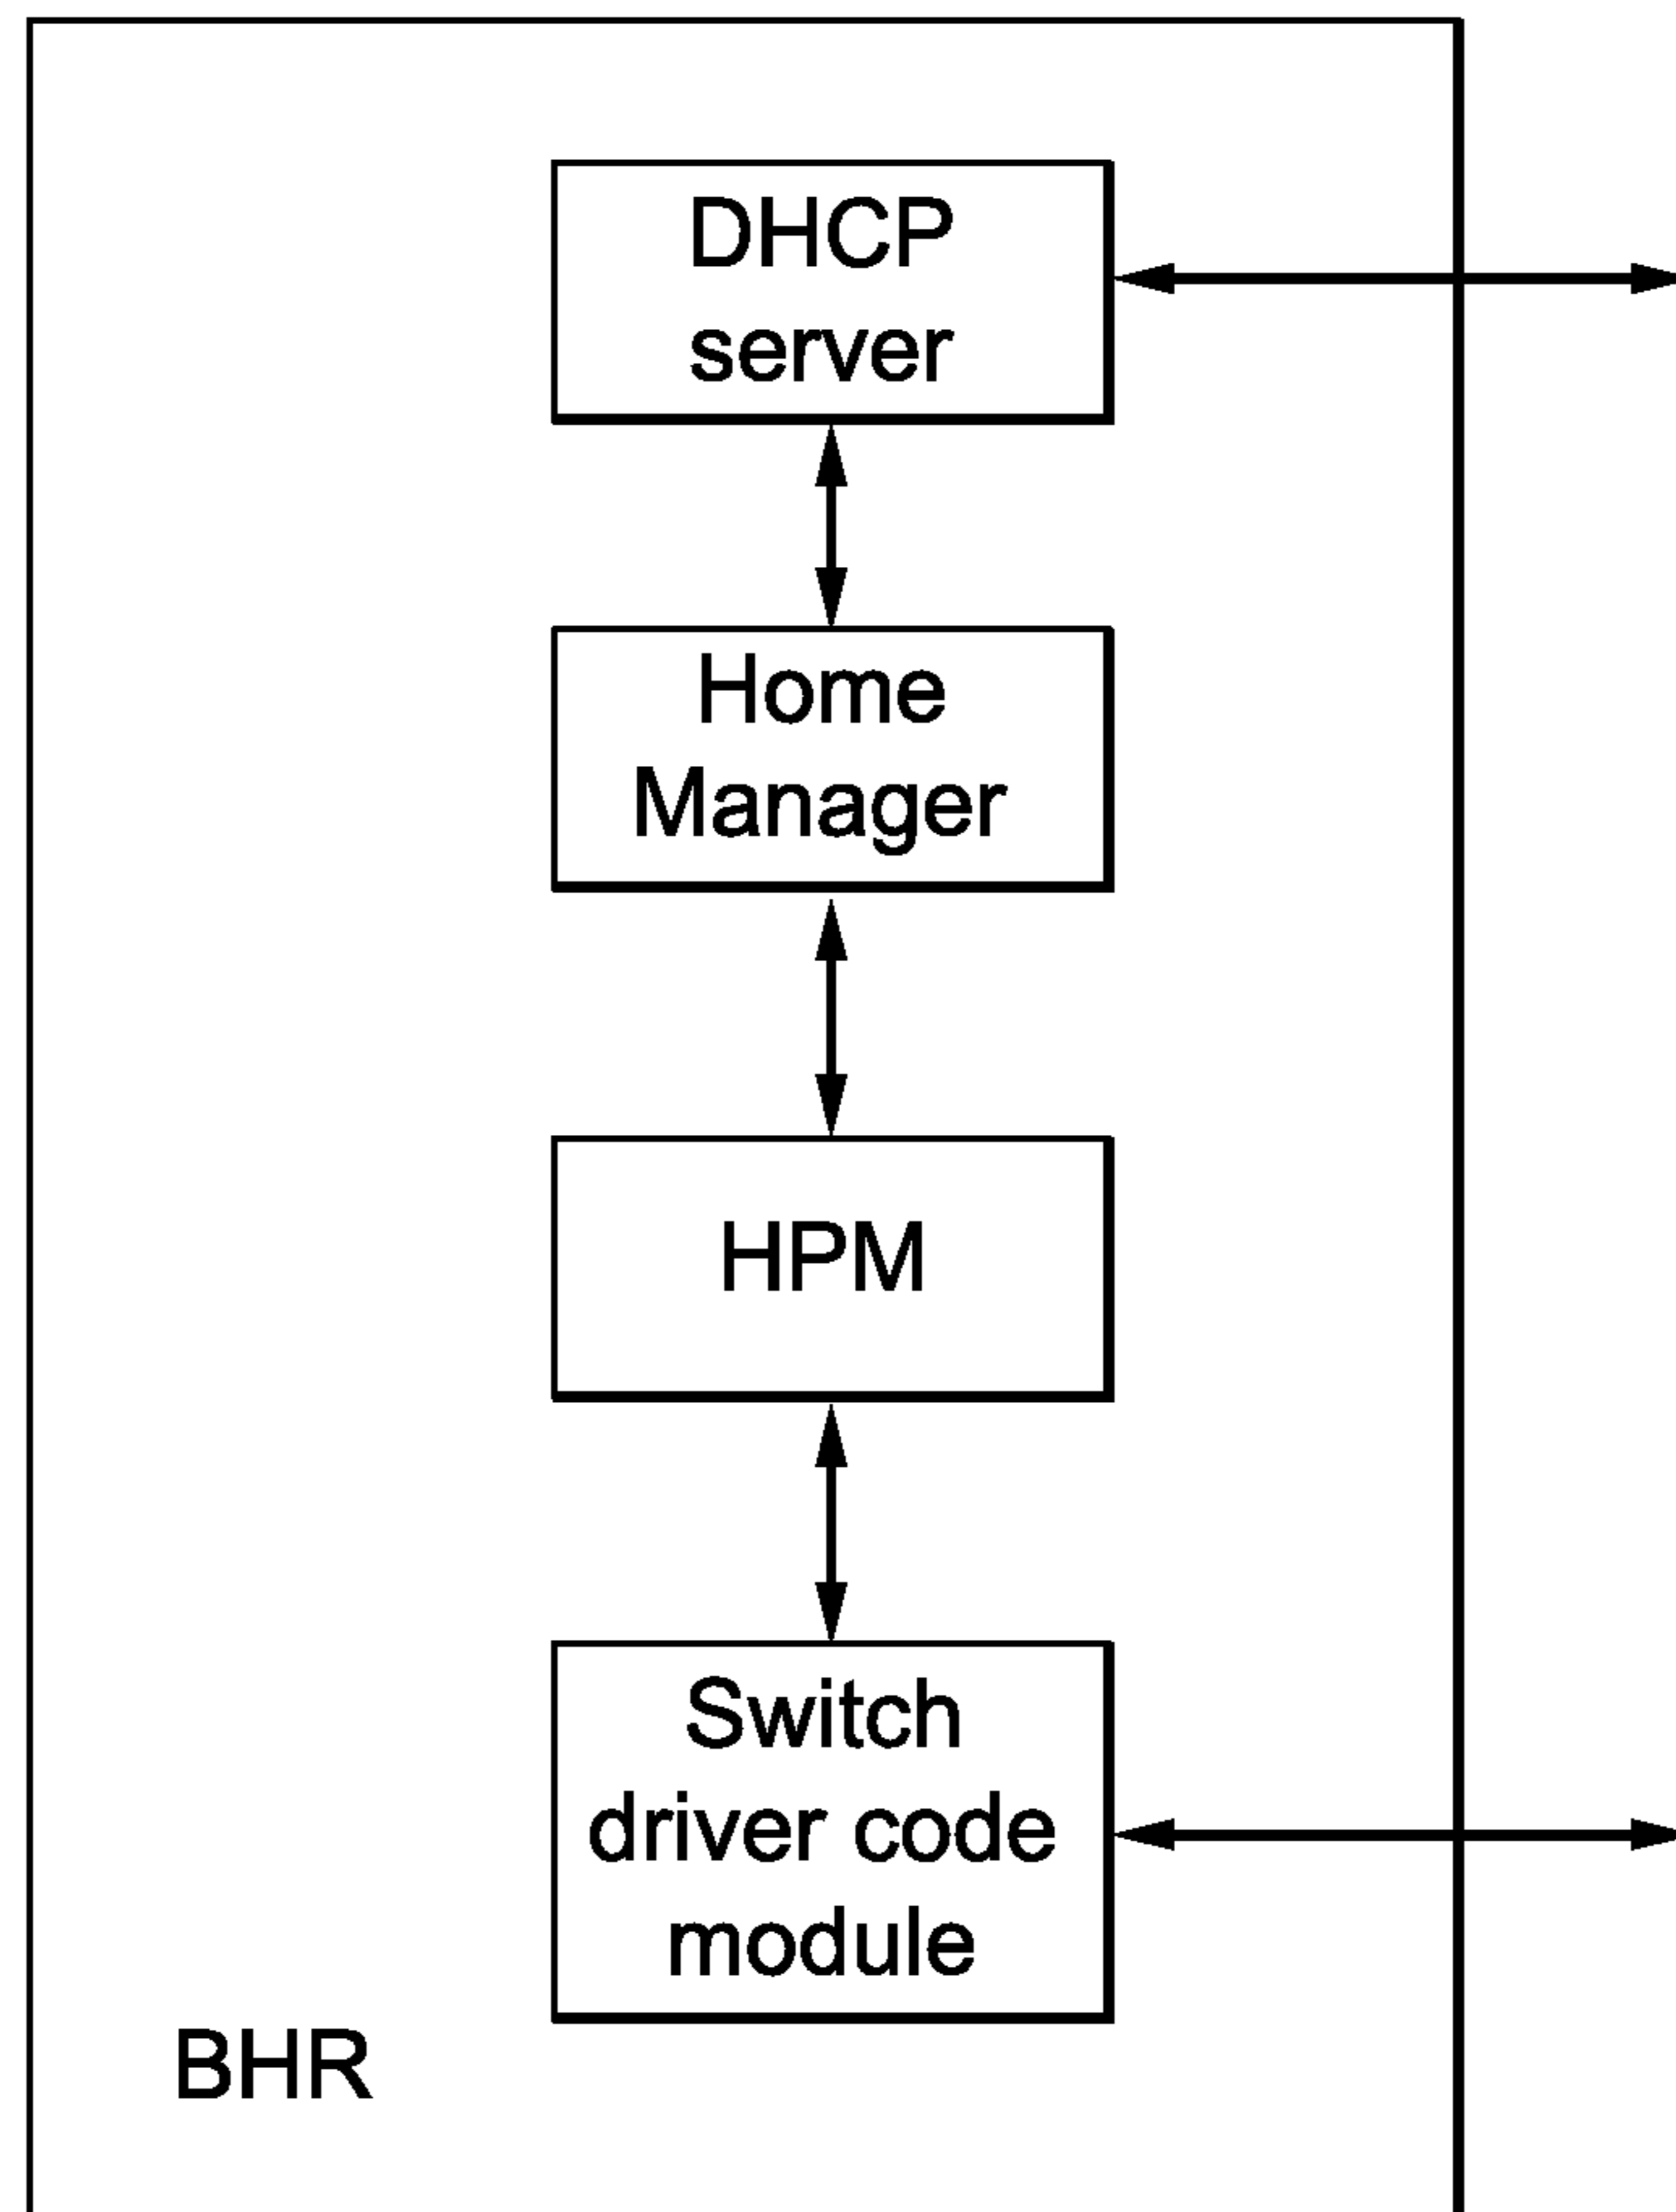 DHCP
server
Home
Manager
HPM
Switch
driver code
module
BHR